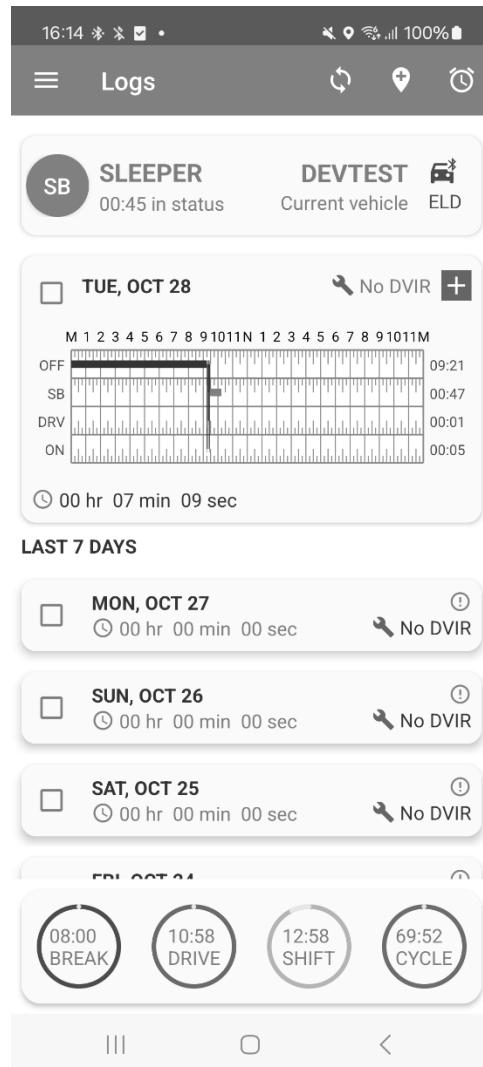 16:14 100%
Logs
SB SLEEPER DEVTEST
00:45 in status Current vehicle ELD
TUE, OCT 28 No DVIR
M 1 2 3 4 5 6 7 8 9 10 11 N 1 2 3 4 5 6 7 8 9 10 11 M
OFF 09:21
SB 00:47
DRV 00:01
ON 00:05
00 hr 07 min 09 sec
LAST 7 DAYS
MON, OCT 27
00 hr 00 min 00 sec No DVIR
SUN, OCT 26
00 hr 00 min 00 sec No DVIR
SAT, OCT 25
00 hr 00 min 00 sec No DVIR
FRI, OCT 24
08:00 10:58 12:58 69:52
BREAK DRIVE SHIFT CYCLE